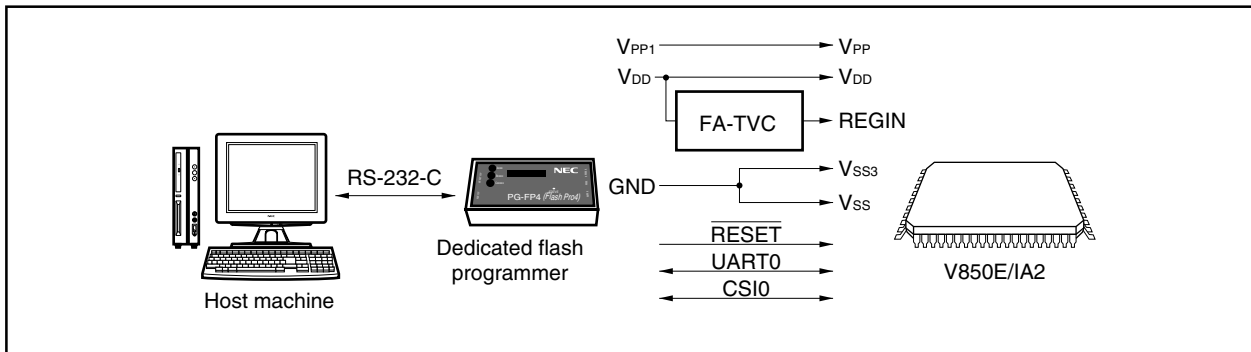 VPP1
VPP
VDD
VDD
FA-TVC
REGIN
RS-232-C
NEC
PG-FP4 (Flash Pro4)
GND
VSS3
VSS
Dedicated flash
programmer
Host machine
RESET
UART0
CSI0
V850E/IA2